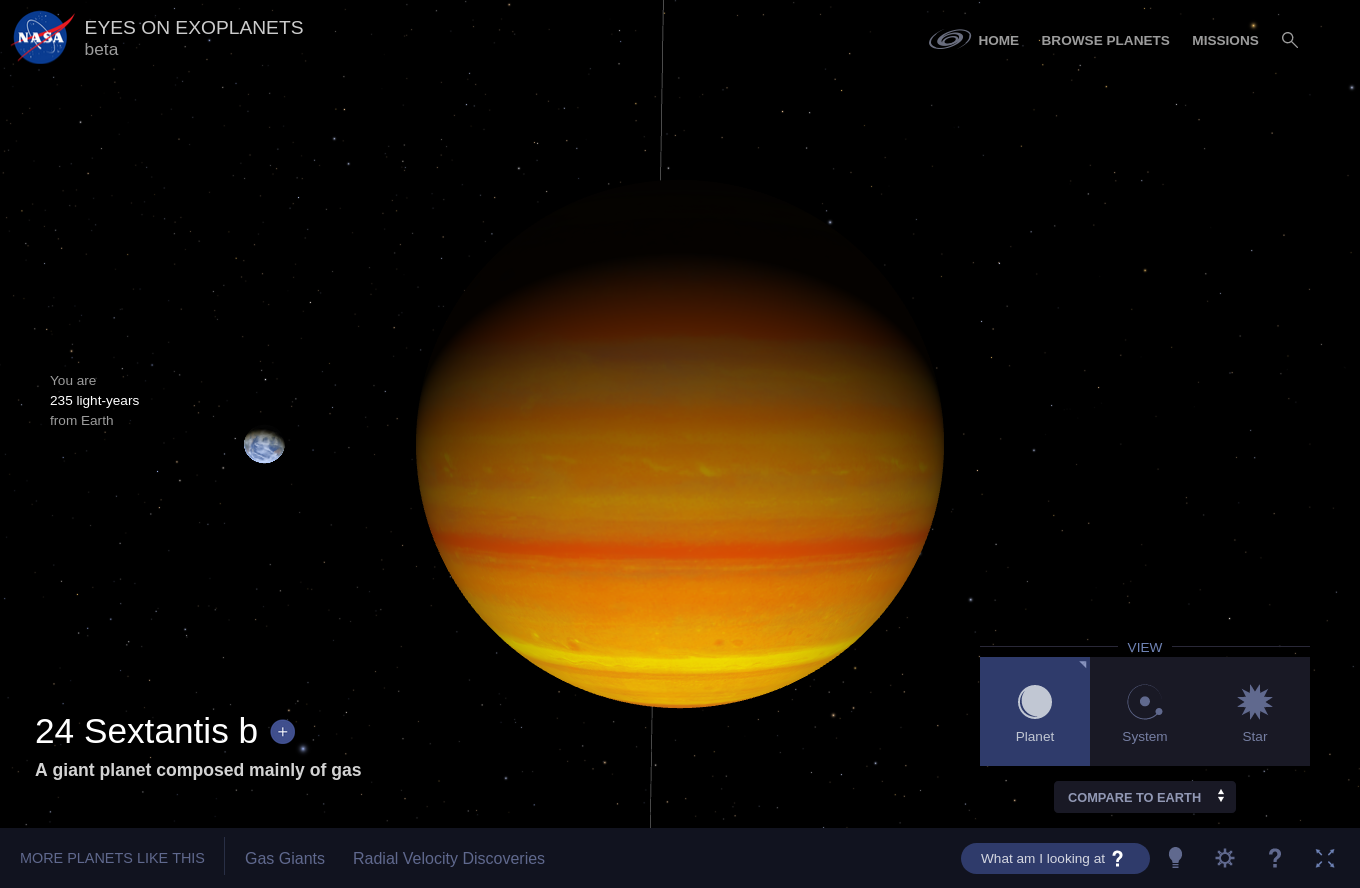 NASA
EYES ON EXOPLANETS
beta
HOME
BROWSE PLANETS
MISSIONS
You are
235 light-years
from Earth
VIEW
Planet
System
Star
24 Sextantis b +
A giant planet composed mainly of gas
COMPARE TO EARTH
MORE PLANETS LIKE THIS
Gas Giants
Radial Velocity Discoveries
What am I looking at ?
?